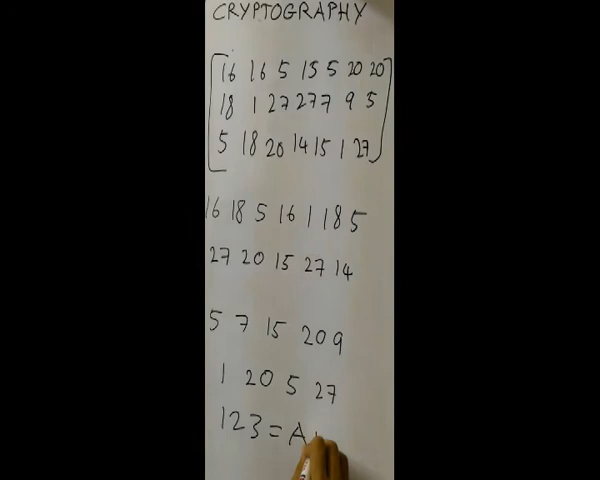 CRYPTOGRAPHY
16 16 5 15 5 20 20
18 1 27 27 7 9 5
5 18 20 14 15 1 27
16 18 5 16 1 18 5
27 20 15 27 14
5 7 15 20 9
1 20 5 27
123 = A